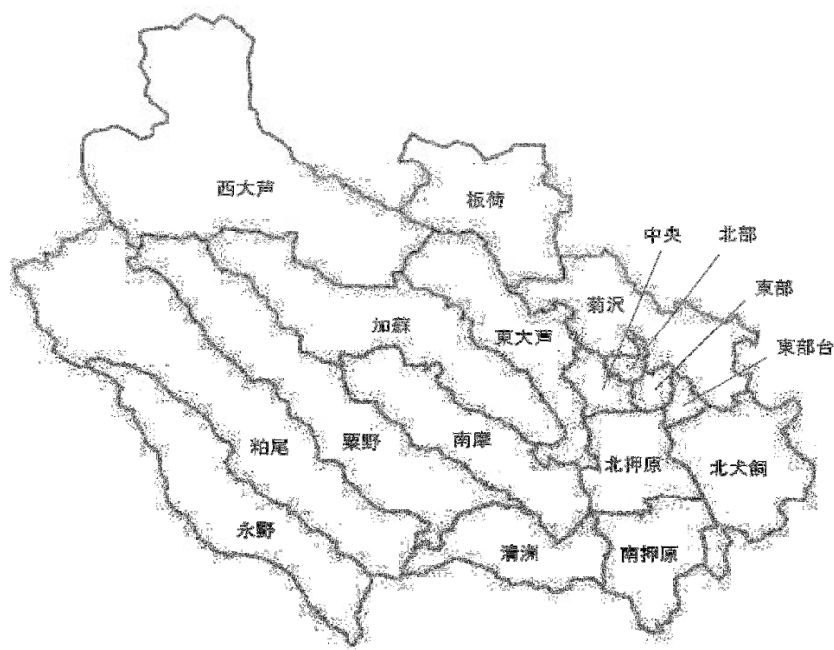 西大芦
板荷
中央
北部
菊沢
東部
加蘇
東大芦
東部台
粕尾
粟野
南摩
北押原
北犬飼
永野
清洲
南押原